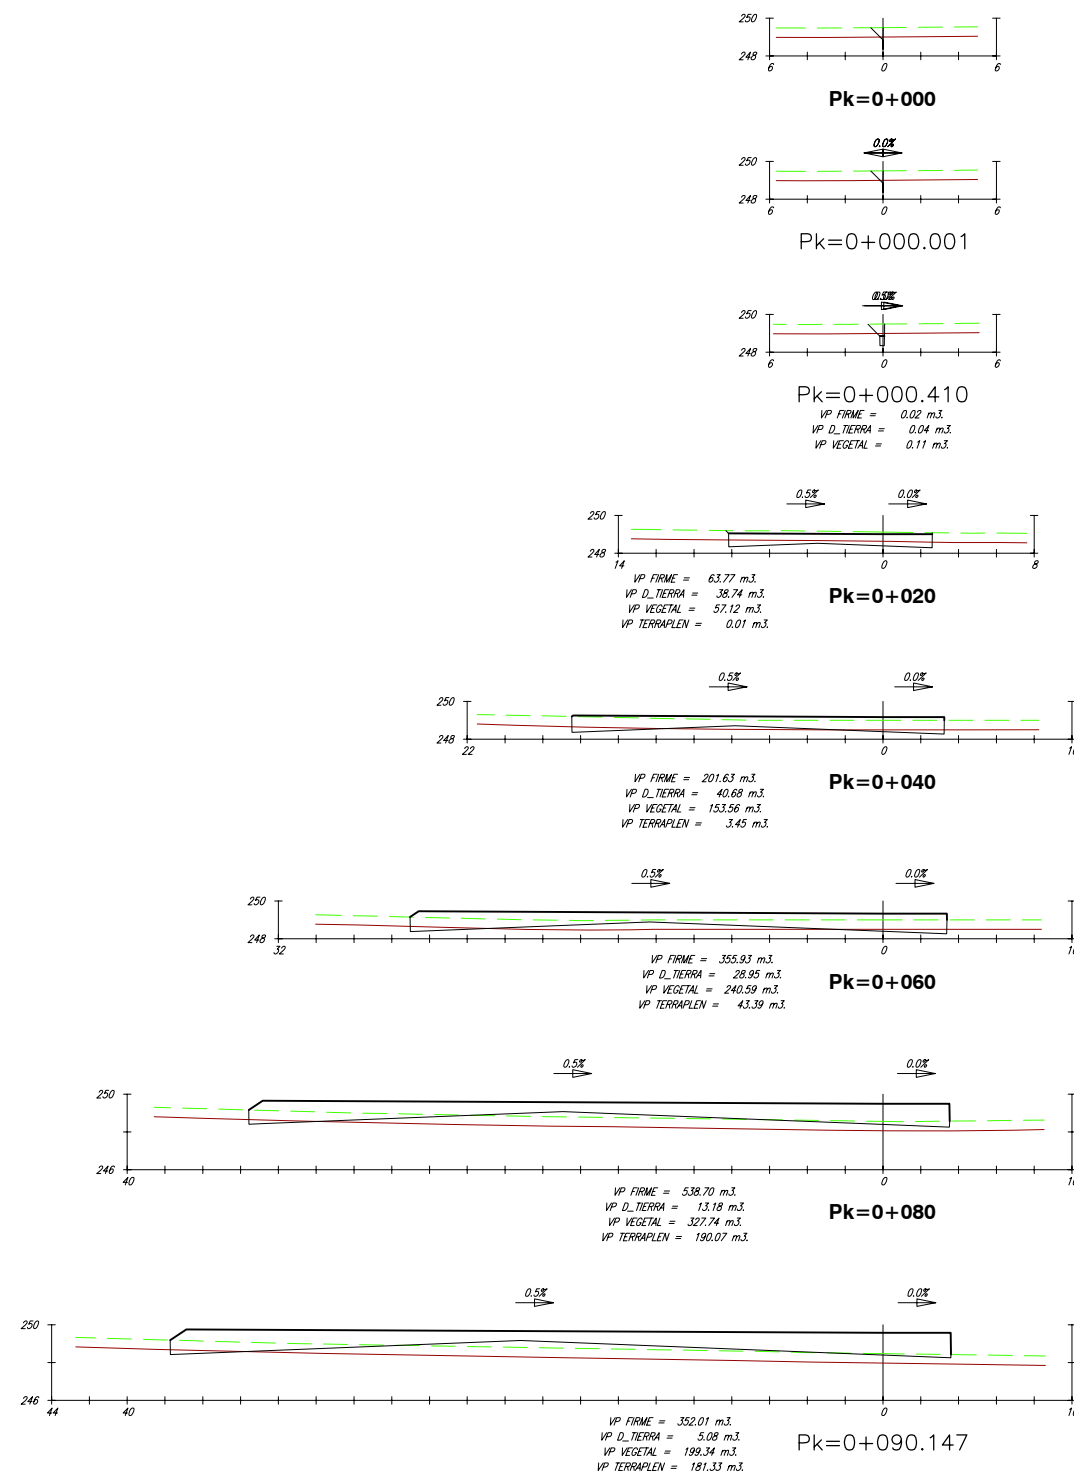 250
248
6 0 6
Pk=0+000
0.0%
250
248
6 0 6
Pk=0+000.001
250
248
6 0 6
Pk=0+000.410
VP FIRME = 0.02 m3.
VP D_TIERRA = 0.04 m3.
VP VEGETAL = 0.11 m3.
0.5% 0.0%
250
248
14 0 8
Pk=0+020
VP FIRME = 63.77 m3.
VP D_TIERRA = 38.74 m3.
VP VEGETAL = 57.12 m3.
VP TERRAPLEN = 0.01 m3.
0.5% 0.0%
250
248
22 0 10
Pk=0+040
VP FIRME = 201.63 m3.
VP D_TIERRA = 40.68 m3.
VP VEGETAL = 153.56 m3.
VP TERRAPLEN = 3.45 m3.
0.5% 0.0%
250
248
32 0 10
Pk=0+060
VP FIRME = 355.93 m3.
VP D_TIERRA = 28.95 m3.
VP VEGETAL = 240.59 m3.
VP TERRAPLEN = 43.39 m3.
0.5% 0.0%
250
246
40 0 10
Pk=0+080
VP FIRME = 538.70 m3.
VP D_TIERRA = 13.18 m3.
VP VEGETAL = 327.74 m3.
VP TERRAPLEN = 190.07 m3.
0.5% 0.0%
250
246
44 40 0 10
Pk=0+090.147
VP FIRME = 352.01 m3.
VP D_TIERRA = 5.08 m3.
VP VEGETAL = 199.34 m3.
VP TERRAPLEN = 181.33 m3.